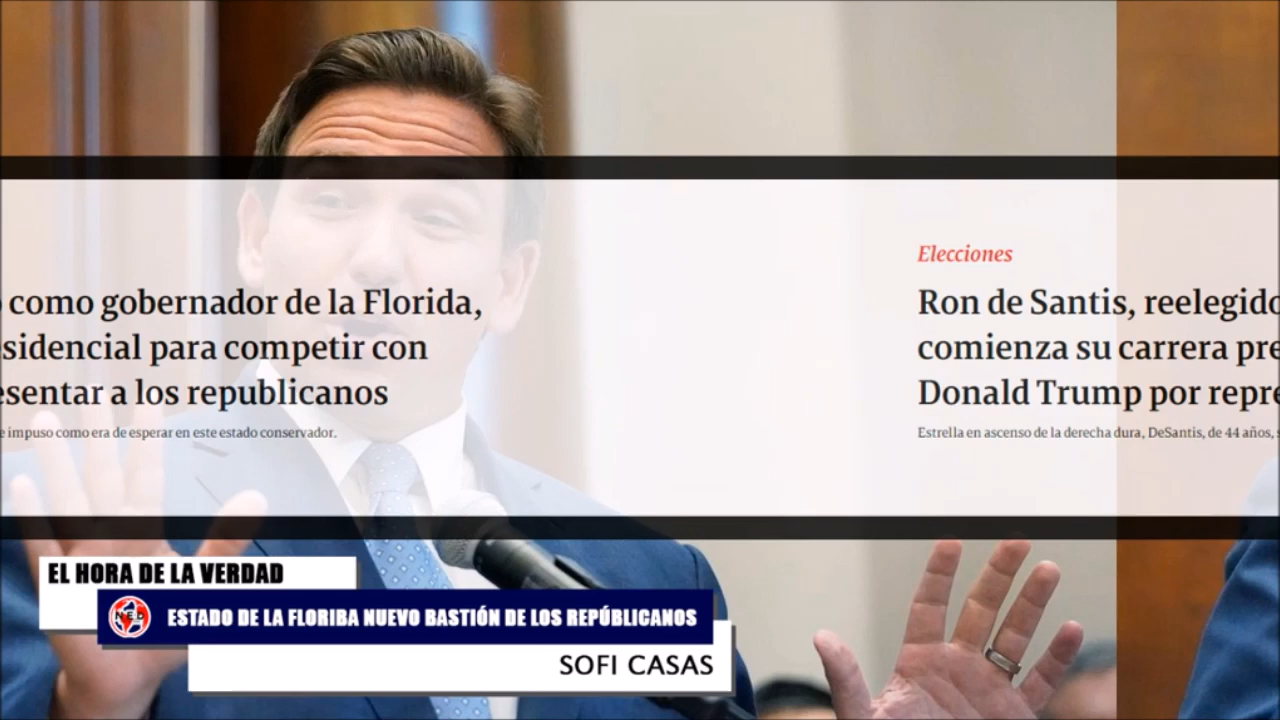 como gobernador de la Florida,
sidencial para competir con
esentar a los republicanos
e impuso como era de esperar en este estado conservador.
Elecciones
Ron de Santis, reelegido
comienza su carrera pre
Donald Trump por repre
Estrella en ascenso de la derecha dura, DeSantis, de 44 años, s
EL HORA DE LA VERDAD
NED
ESTADO DE LA FLORIBA NUEVO BASTIÓN DE LOS REPÚBLICANOS
SOFI CASAS